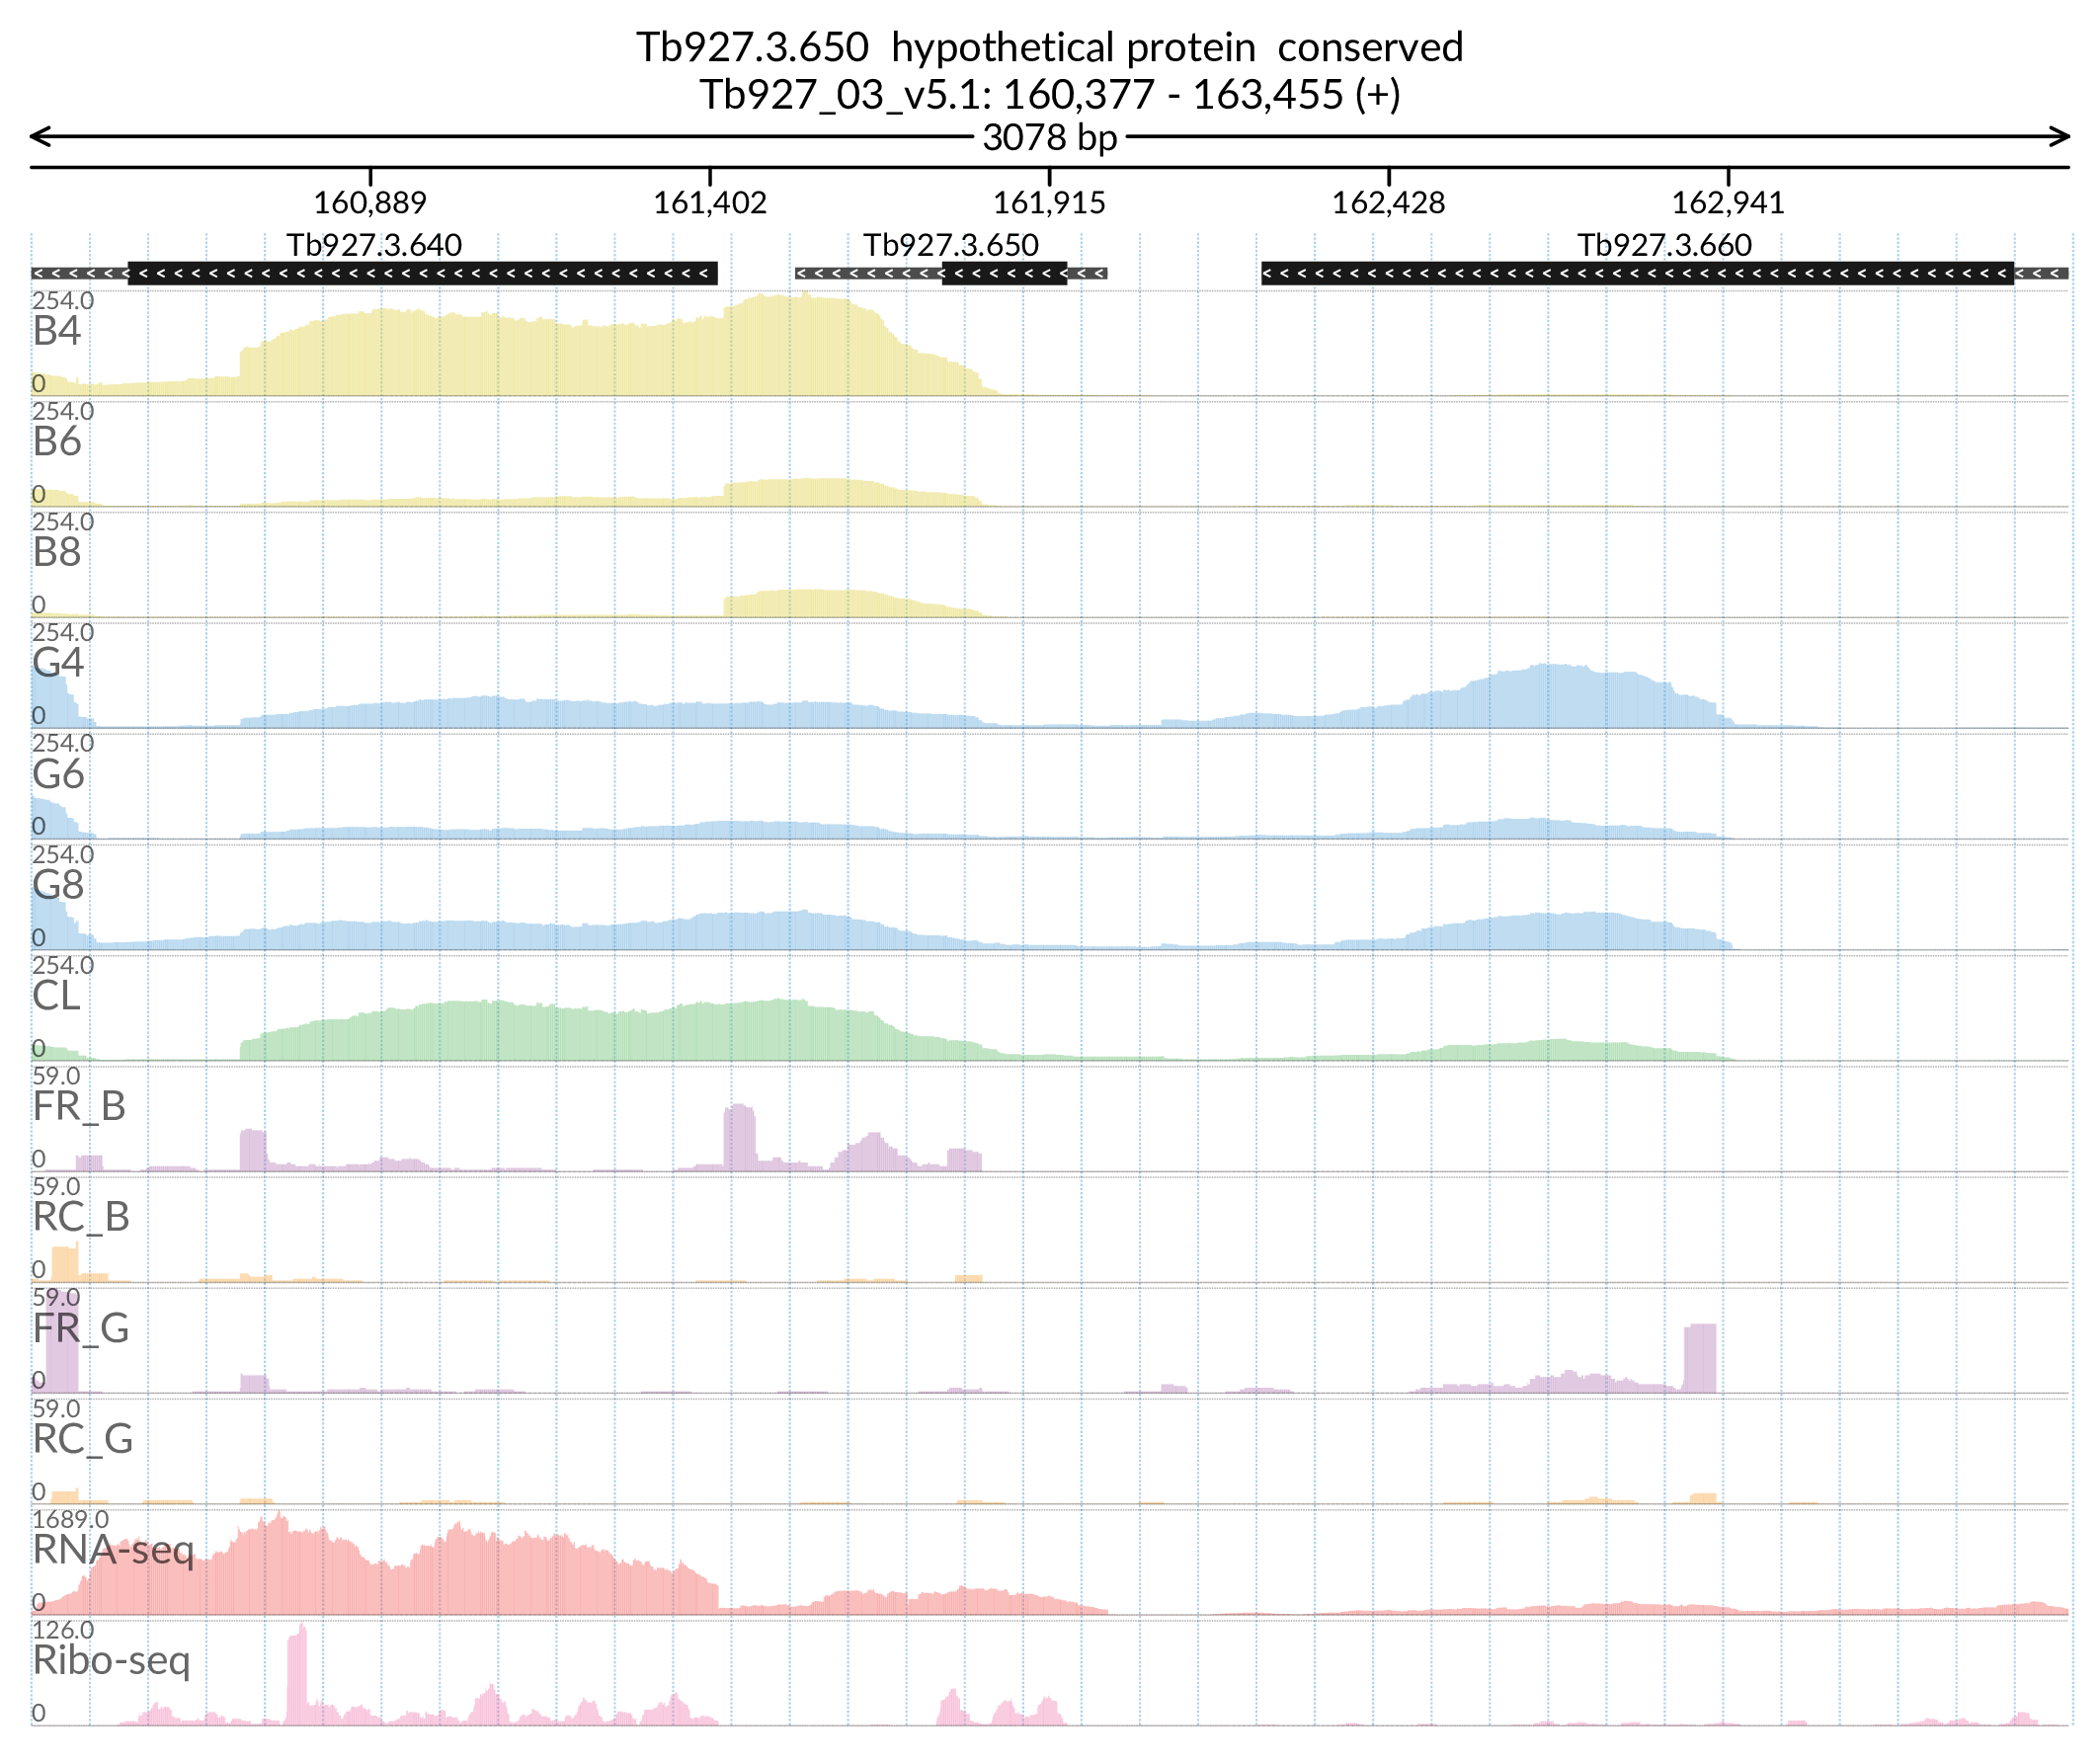 Tb927.3.650  hypothetical protein  conserved
Tb927_03_v5.1: 160,377 - 163,455 (+)
3078 bp
160,889 161,402 161,915 162,428 162,941
Tb927.3.640 Tb927.3.650 Tb927.3.660
254.0
B4
0
254.0
B6
0
254.0
B8
0
254.0
G4
0
254.0
G6
0
254.0
G8
0
254.0
CL
0
59.0
FR_B
0
59.0
RC_B
0
59.0
FR_G
0
59.0
RC_G
0
1689.0
RNA-seq
0
126.0
Ribo-seq
0